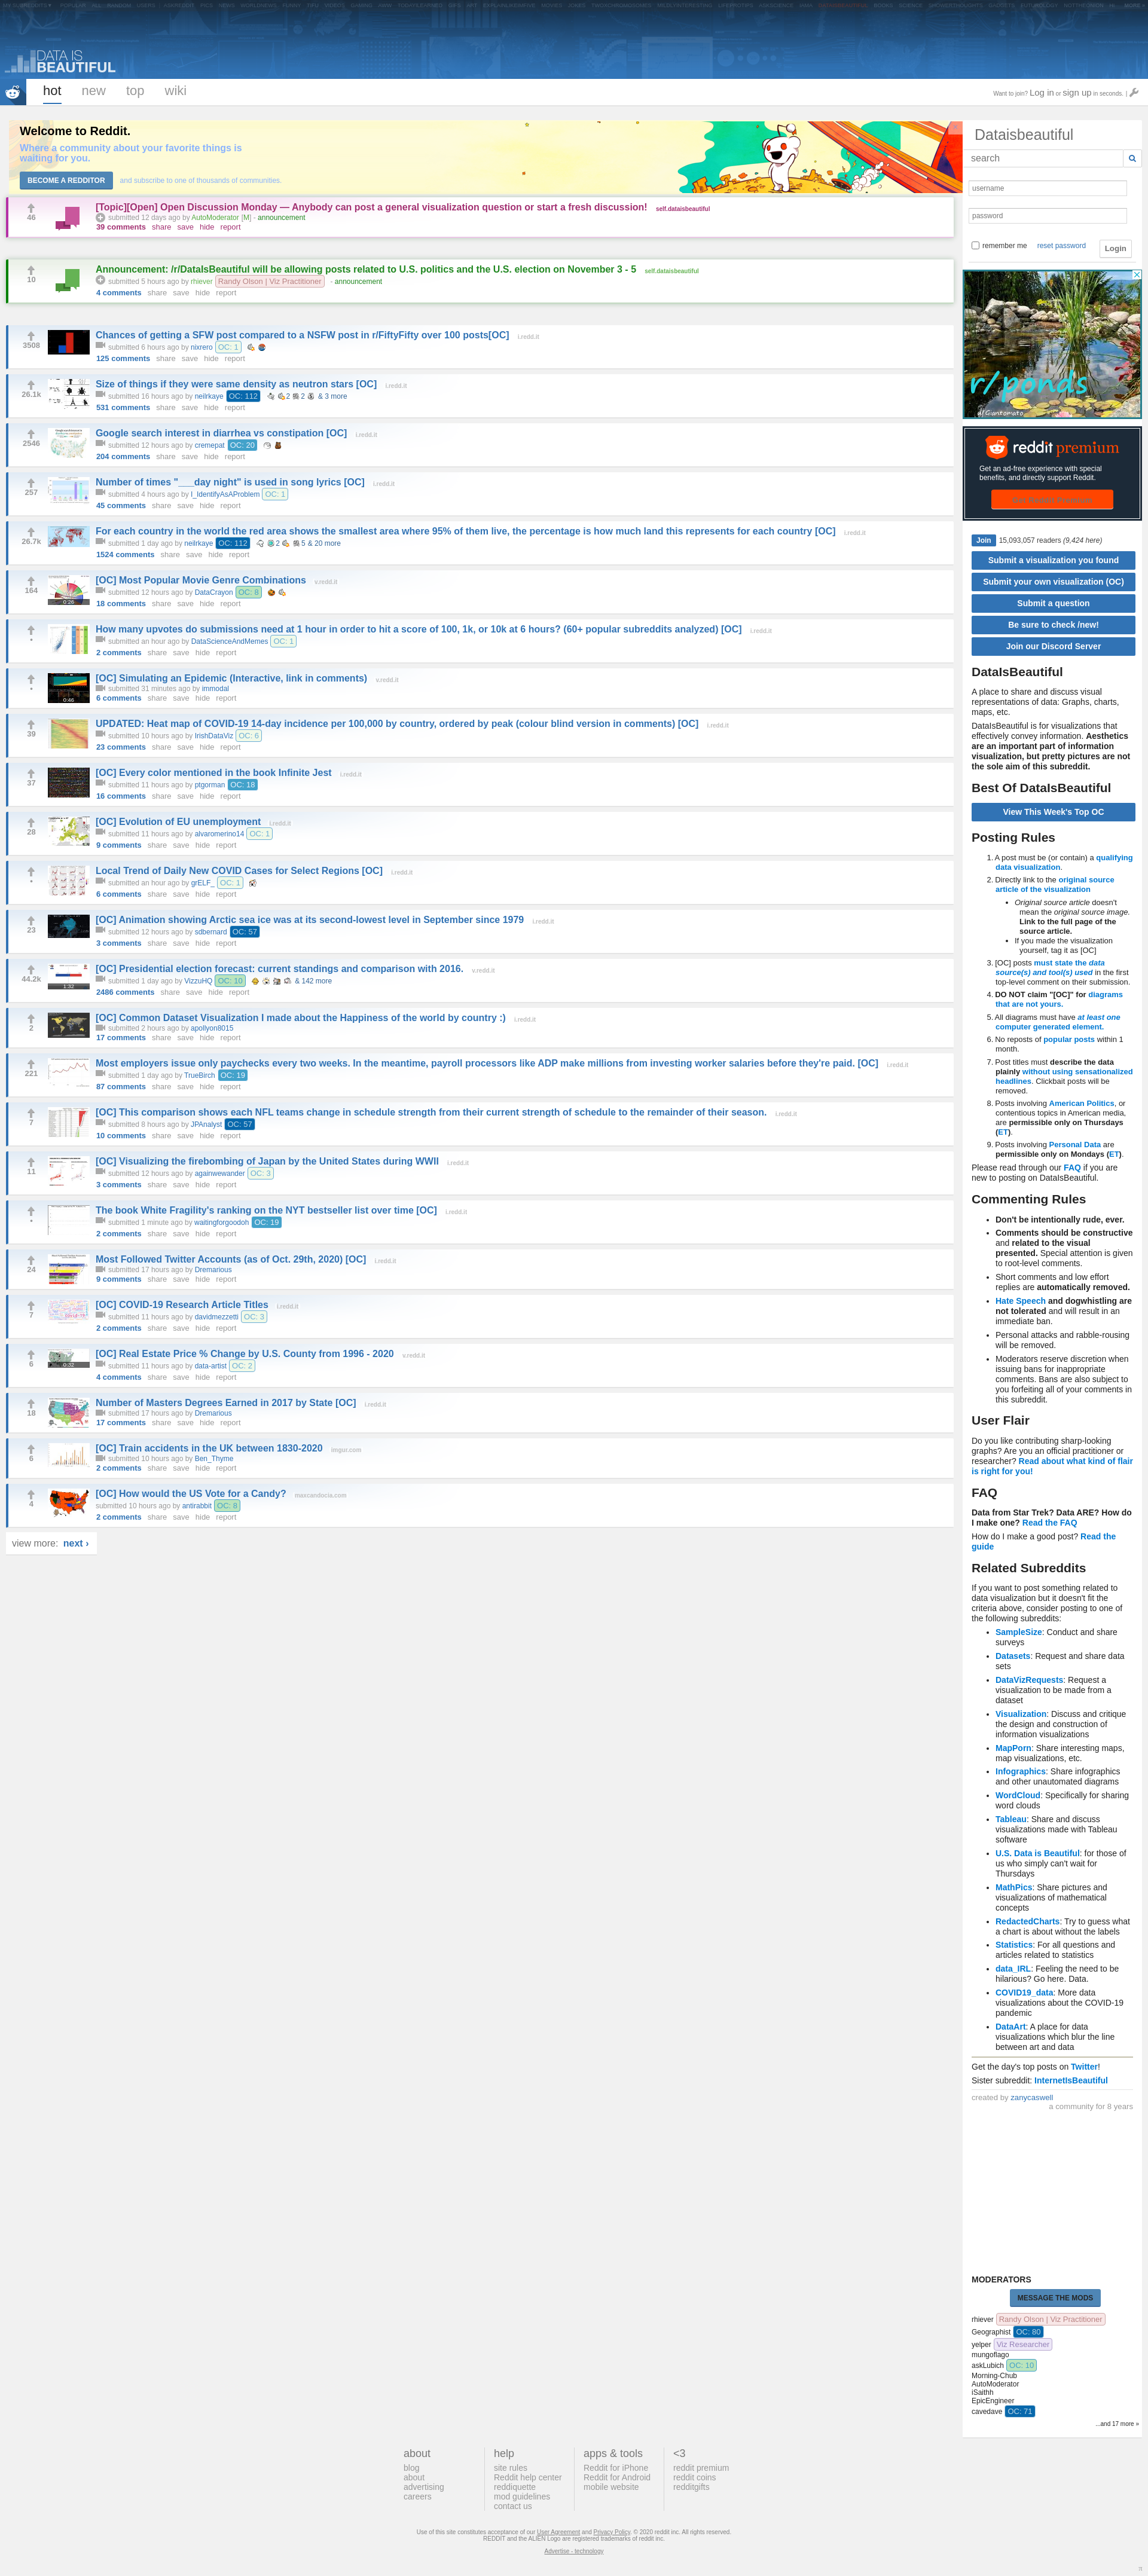 DATA IS
BEAUTIFUL
hot new top wiki
Want to join? Log in or sign up in seconds. |
Welcome to Reddit.
Where a community about your favorite things is
waiting for you.
BECOME A REDDITOR and subscribe to one of thousands of communities.
46
[Topic][Open] Open Discussion Monday — Anybody can post a general visualization question or start a fresh discussion! self.dataisbeautiful
submitted 12 days ago by AutoModerator [M] - announcement
39 comments share save hide report
10
Announcement: /r/DataIsBeautiful will be allowing posts related to U.S. politics and the U.S. election on November 3 - 5 self.dataisbeautiful
submitted 5 hours ago by rhiever Randy Olson | Viz Practitioner - announcement
4 comments share save hide report
3508
Chances of getting a SFW post compared to a NSFW post in r/FiftyFifty over 100 posts[OC] i.redd.it
submitted 6 hours ago by nixrero OC: 1
125 comments share save hide report
26.1k
Size of things if they were same density as neutron stars [OC] i.redd.it
submitted 16 hours ago by neilrkaye OC: 112 2 2 & 3 more
531 comments share save hide report
2546
Google search interest in diarrhea vs constipation [OC] i.redd.it
submitted 12 hours ago by cremepat OC: 20
204 comments share save hide report
257
Number of times "___day night" is used in song lyrics [OC] i.redd.it
submitted 4 hours ago by I_IdentifyAsAProblem OC: 1
45 comments share save hide report
26.7k
For each country in the world the red area shows the smallest area where 95% of them live, the percentage is how much land this represents for each country [OC] i.redd.it
submitted 1 day ago by neilrkaye OC: 112 2 5 & 20 more
1524 comments share save hide report
164
[OC] Most Popular Movie Genre Combinations v.redd.it
0:26
submitted 12 hours ago by DataCrayon OC: 8
18 comments share save hide report
•
How many upvotes do submissions need at 1 hour in order to hit a score of 100, 1k, or 10k at 6 hours? (60+ popular subreddits analyzed) [OC] i.redd.it
submitted an hour ago by DataScienceAndMemes OC: 1
2 comments share save hide report
•
[OC] Simulating an Epidemic (Interactive, link in comments) v.redd.it
0:46
submitted 31 minutes ago by immodal
6 comments share save hide report
39
UPDATED: Heat map of COVID-19 14-day incidence per 100,000 by country, ordered by peak (colour blind version in comments) [OC] i.redd.it
submitted 10 hours ago by IrishDataViz OC: 6
23 comments share save hide report
37
[OC] Every color mentioned in the book Infinite Jest i.redd.it
submitted 11 hours ago by ptgorman OC: 18
16 comments share save hide report
28
[OC] Evolution of EU unemployment i.redd.it
submitted 11 hours ago by alvaromerino14 OC: 1
9 comments share save hide report
•
Local Trend of Daily New COVID Cases for Select Regions [OC] i.redd.it
submitted an hour ago by grELF_ OC: 1
6 comments share save hide report
23
[OC] Animation showing Arctic sea ice was at its second-lowest level in September since 1979 i.redd.it
submitted 12 hours ago by sdbernard OC: 57
3 comments share save hide report
44.2k
[OC] Presidential election forecast: current standings and comparison with 2016. v.redd.it
1:32
submitted 1 day ago by VizzuHQ OC: 10 & 142 more
2486 comments share save hide report
2
[OC] Common Dataset Visualization I made about the Happiness of the world by country :) i.redd.it
submitted 2 hours ago by apollyon8015
17 comments share save hide report
221
Most employers issue only paychecks every two weeks. In the meantime, payroll processors like ADP make millions from investing worker salaries before they're paid. [OC] i.redd.it
submitted 1 day ago by TrueBirch OC: 19
87 comments share save hide report
7
[OC] This comparison shows each NFL teams change in schedule strength from their current strength of schedule to the remainder of their season. i.redd.it
submitted 8 hours ago by JPAnalyst OC: 57
10 comments share save hide report
11
[OC] Visualizing the firebombing of Japan by the United States during WWII i.redd.it
submitted 12 hours ago by againwewander OC: 3
3 comments share save hide report
•
The book White Fragility's ranking on the NYT bestseller list over time [OC] i.redd.it
submitted 1 minute ago by waitingforgoodoh OC: 19
2 comments share save hide report
24
Most Followed Twitter Accounts (as of Oct. 29th, 2020) [OC] i.redd.it
submitted 17 hours ago by Dremarious
9 comments share save hide report
7
[OC] COVID-19 Research Article Titles i.redd.it
submitted 11 hours ago by davidmezzetti OC: 3
2 comments share save hide report
6
[OC] Real Estate Price % Change by U.S. County from 1996 - 2020 v.redd.it
0:32
submitted 11 hours ago by data-artist OC: 2
4 comments share save hide report
18
Number of Masters Degrees Earned in 2017 by State [OC] i.redd.it
submitted 17 hours ago by Dremarious
17 comments share save hide report
6
[OC] Train accidents in the UK between 1830-2020 imgur.com
submitted 10 hours ago by Ben_Thyme
2 comments share save hide report
4
[OC] How would the US Vote for a Candy? maxcandocia.com
submitted 10 hours ago by antirabbit OC: 8
2 comments share save hide report
view more: next ›
Dataisbeautiful
search
username
password
remember me reset password Login
r/ponds
reddit premium
Get an ad-free experience with special
benefits, and directly support Reddit.
Join 15,093,057 readers (9,424 here)
Submit a visualization you found
Submit your own visualization (OC)
Submit a question
Be sure to check /new!
Join our Discord Server
DataIsBeautiful
A place to share and discuss visual
representations of data: Graphs, charts,
maps, etc.
DataIsBeautiful is for visualizations that
effectively convey information. Aesthetics
are an important part of information
visualization, but pretty pictures are not
the sole aim of this subreddit.
Best Of DataIsBeautiful
View This Week's Top OC
Posting Rules
1. A post must be (or contain) a qualifying
data visualization.
2. Directly link to the original source
article of the visualization
• Original source article doesn't
mean the original source image.
Link to the full page of the
source article.
• If you made the visualization
yourself, tag it as [OC]
3. [OC] posts must state the data
source(s) and tool(s) used in the first
top-level comment on their submission.
4. DO NOT claim "[OC]" for diagrams
that are not yours.
5. All diagrams must have at least one
computer generated element.
6. No reposts of popular posts within 1
month.
7. Post titles must describe the data
plainly without using sensationalized
headlines. Clickbait posts will be
removed.
8. Posts involving American Politics, or
contentious topics in American media,
are permissible only on Thursdays
(ET).
9. Posts involving Personal Data are
permissible only on Mondays (ET).
Please read through our FAQ if you are
new to posting on DataIsBeautiful.
Commenting Rules
• Don't be intentionally rude, ever.
• Comments should be constructive
and related to the visual
presented. Special attention is given
to root-level comments.
• Short comments and low effort
replies are automatically removed.
• Hate Speech and dogwhistling are
not tolerated and will result in an
immediate ban.
• Personal attacks and rabble-rousing
will be removed.
• Moderators reserve discretion when
issuing bans for inappropriate
comments. Bans are also subject to
you forfeiting all of your comments in
this subreddit.
User Flair
Do you like contributing sharp-looking
graphs? Are you an official practitioner or
researcher? Read about what kind of flair
is right for you!
FAQ
Data from Star Trek? Data ARE? How do
I make one? Read the FAQ
How do I make a good post? Read the
guide
Related Subreddits
If you want to post something related to
data visualization but it doesn't fit the
criteria above, consider posting to one of
the following subreddits:
• SampleSize: Conduct and share
surveys
• Datasets: Request and share data
sets
• DataVizRequests: Request a
visualization to be made from a
dataset
• Visualization: Discuss and critique
the design and construction of
information visualizations
• MapPorn: Share interesting maps,
map visualizations, etc.
• Infographics: Share infographics
and other unautomated diagrams
• WordCloud: Specifically for sharing
word clouds
• Tableau: Share and discuss
visualizations made with Tableau
software
• U.S. Data is Beautiful: for those of
us who simply can't wait for
Thursdays
• MathPics: Share pictures and
visualizations of mathematical
concepts
• RedactedCharts: Try to guess what
a chart is about without the labels
• Statistics: For all questions and
articles related to statistics
• data_IRL: Feeling the need to be
hilarious? Go here. Data.
• COVID19_data: More data
visualizations about the COVID-19
pandemic
• DataArt: A place for data
visualizations which blur the line
between art and data
Get the day's top posts on Twitter!
Sister subreddit: InternetIsBeautiful
created by zanycaswell
a community for 8 years
MODERATORS
MESSAGE THE MODS
rhiever Randy Olson | Viz Practitioner
Geographist OC: 80
yelper Viz Researcher
mungoflago
askLubich OC: 10
Morning-Chub
AutoModerator
iSaithh
EpicEngineer
cavedave OC: 71
...and 17 more »
about
blog
about
advertising
careers
help
site rules
Reddit help center
reddiquette
mod guidelines
contact us
apps & tools
Reddit for iPhone
Reddit for Android
mobile website
<3
reddit premium
reddit coins
redditgifts
Use of this site constitutes acceptance of our User Agreement and Privacy Policy. © 2020 reddit inc. All rights reserved.
REDDIT and the ALIEN Logo are registered trademarks of reddit inc.
Advertise - technology
π